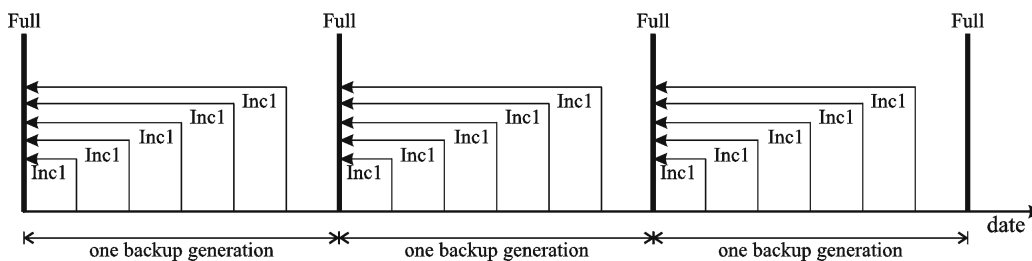 Full Full Full Full
Inc1 Inc1 Inc1
Inc1 Inc1 Inc1
Inc1 Inc1 Inc1
Inc1 Inc1 Inc1
Inc1 Inc1 Inc1
date
one backup generation one backup generation one backup generation